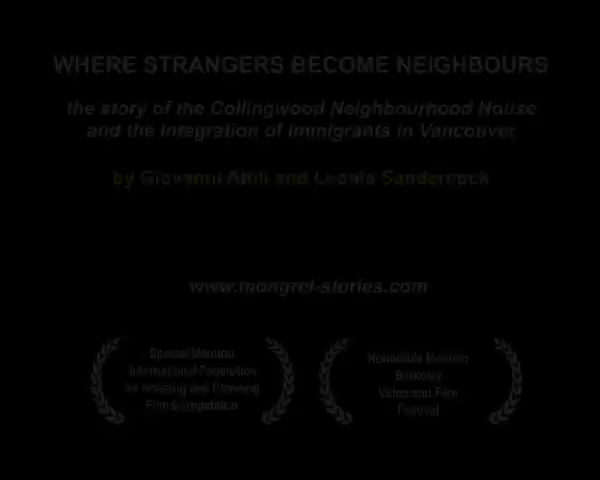 WHERE STRANGERS BECOME NEIGHBOURS
the story of the Collingwood Neighbourhood House
and the Integration of Immigrants in Vancouver
by Giovanni Attili and Leonie Sandercock
www.mongrel-stories.com
Special Mention
International Federation
for Housing and Planning
Film Competition
Honorable Mention
Berkeley
Video and Film
Festival